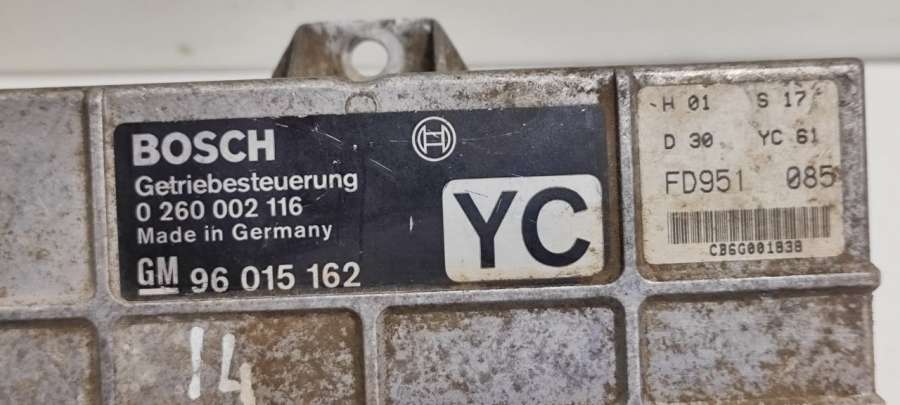 BOSCH
Getriebesteuerung
0 260 002 116
Made in Germany
GM 96 015 162
YC
H 01 S 17
D 30 YC 61
FD951 085
CB6G001838
14